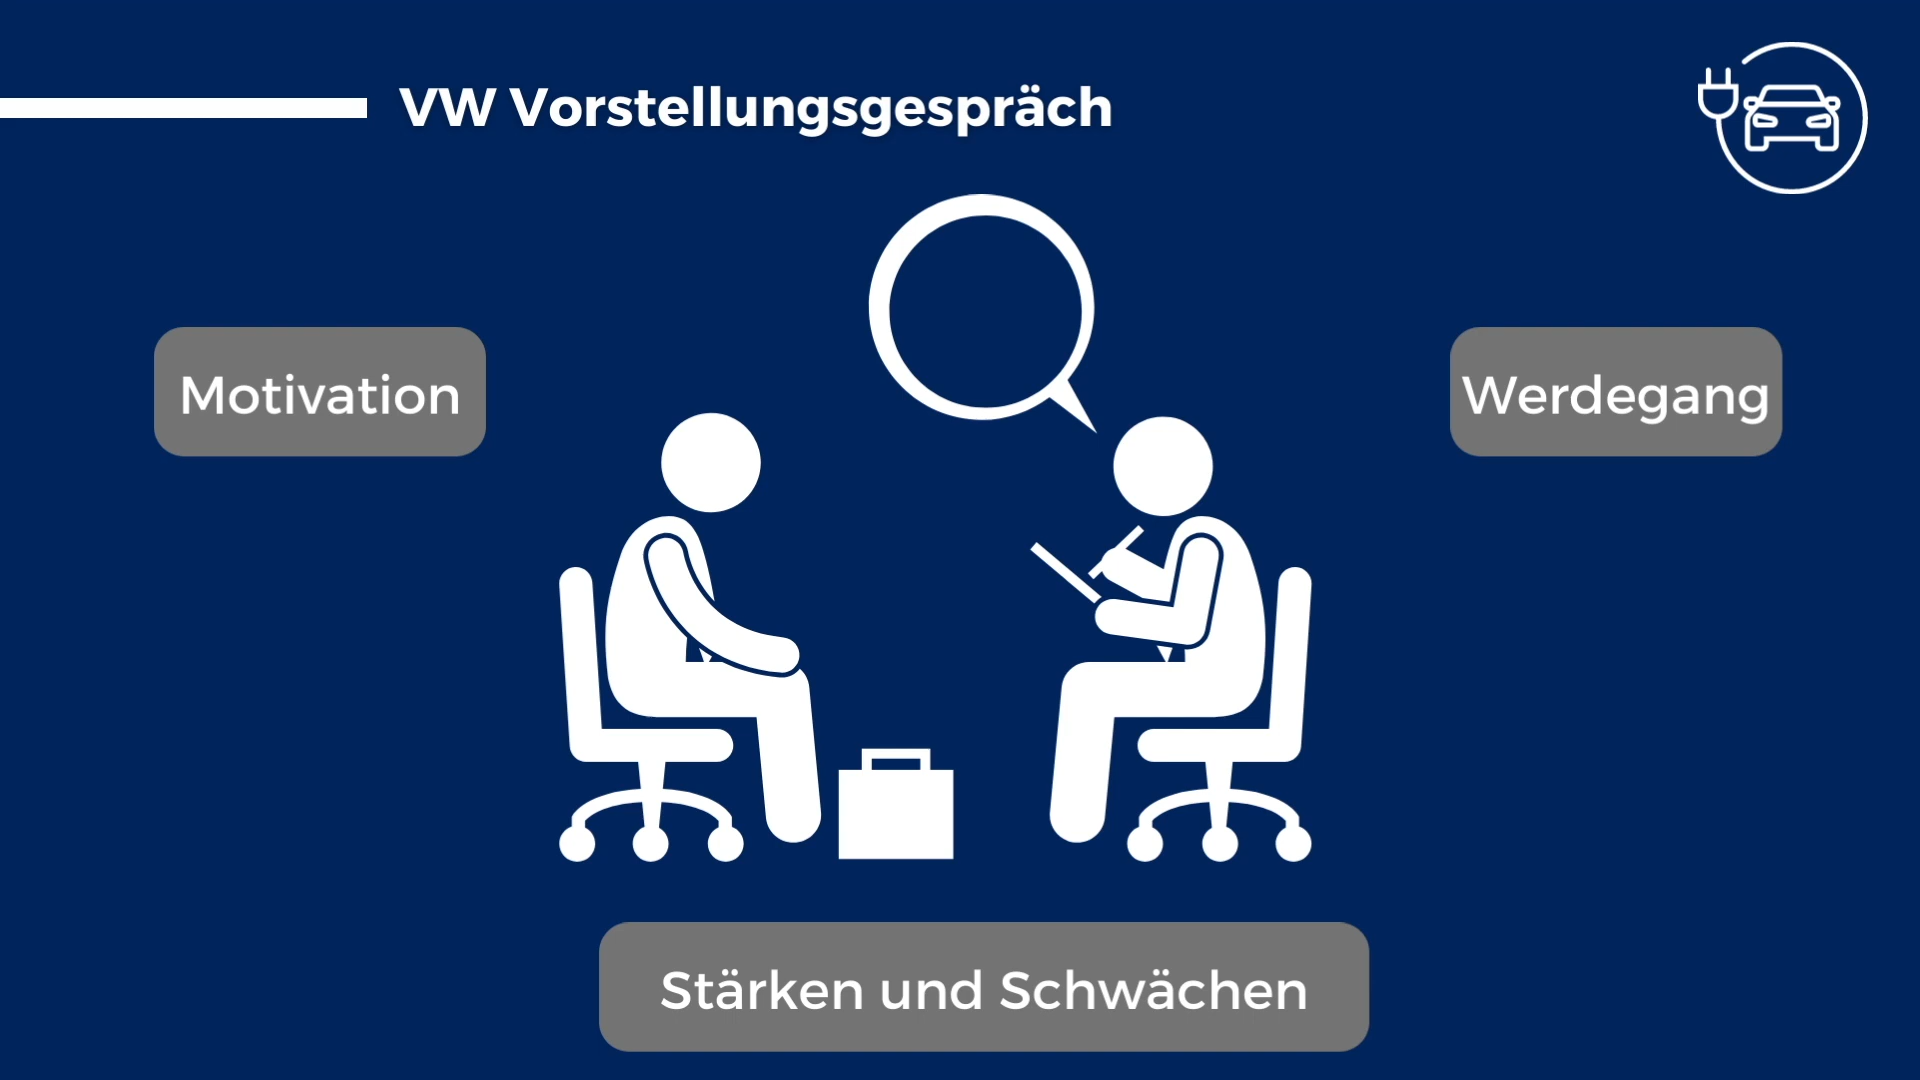 VW Vorstellungsgespräch
Motivation
Werdegang
Stärken und Schwächen